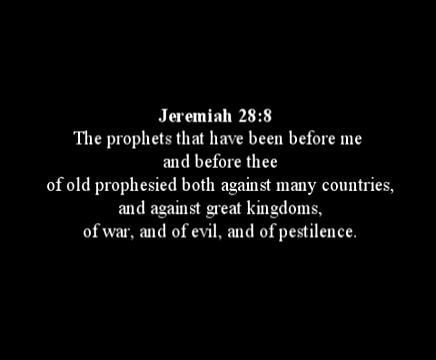 Jeremiah 28:8
The prophets that have been before me
and before thee
of old prophesied both against many countries,
and against great kingdoms,
of war, and of evil, and of pestilence.